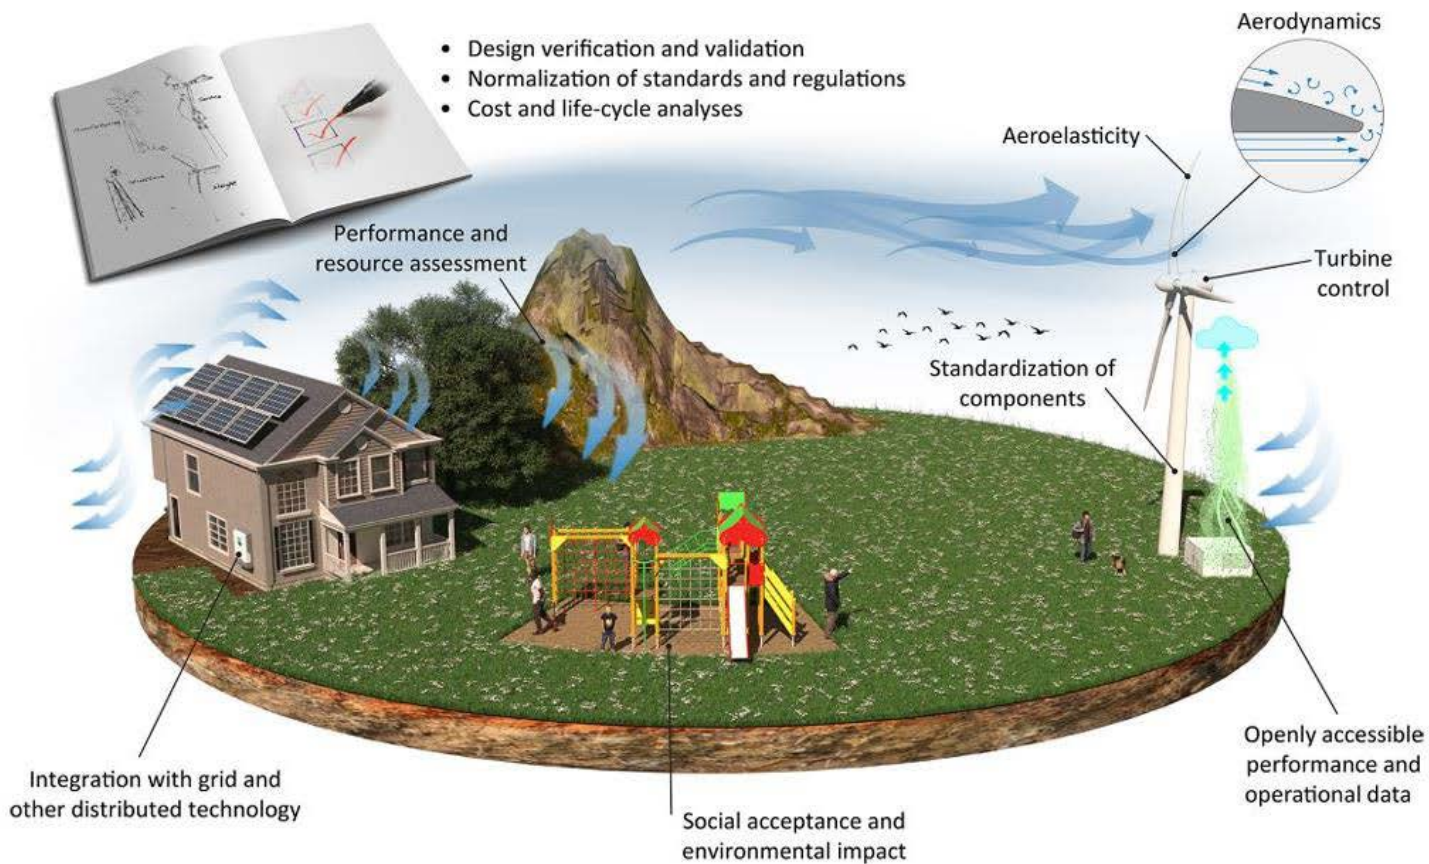 • Design verification and validation
• Normalization of standards and regulations
• Cost and life-cycle analyses
Aerodynamics
Aeroelasticity
Performance and
resource assessment
Turbine
control
Standardization of
components
Integration with grid and
other distributed technology
Social acceptance and
environmental impact
Openly accessible
performance and
operational data